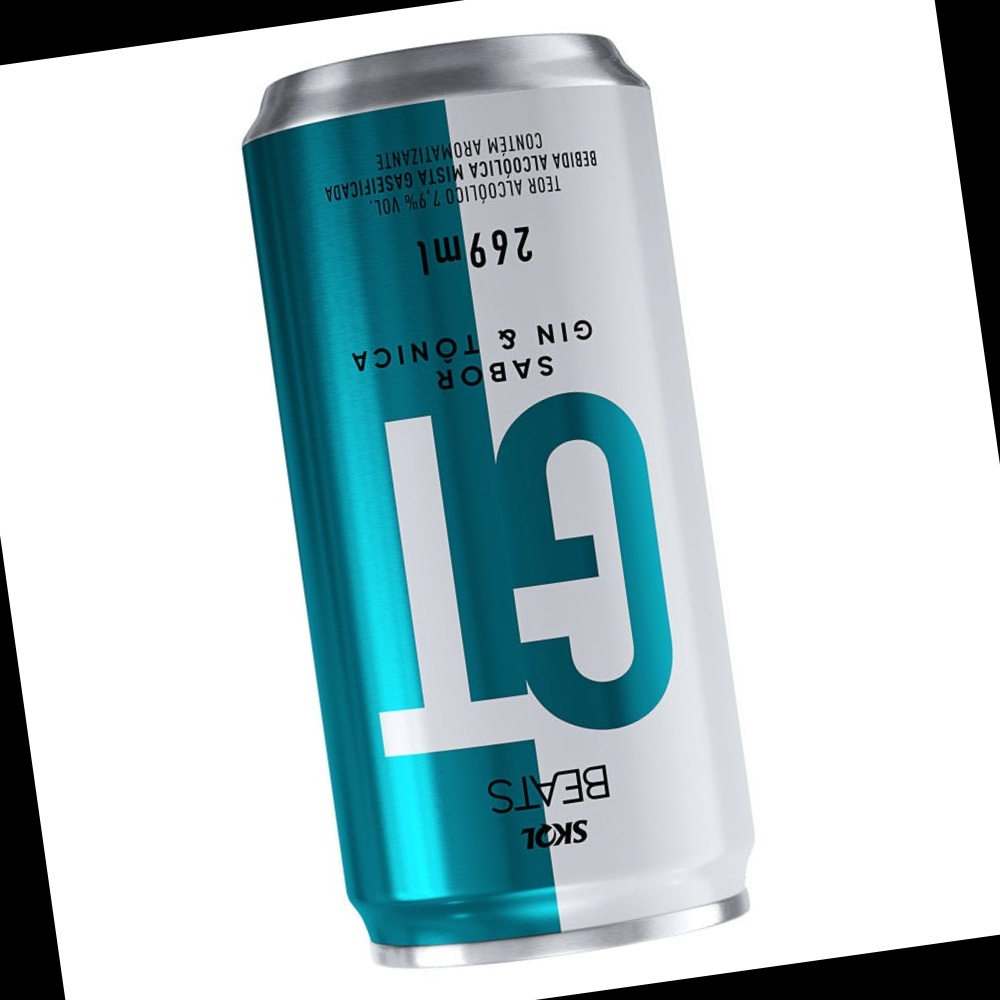 SKOL
BEATS
GT
SABOR
GIN & TÔNICA
269ml
TEOR ALCOÓLICO 7,9% VOL.
BEBIDA ALCOÓLICA MISTA GASEIFICADA
CONTÉM AROMATIZANTE